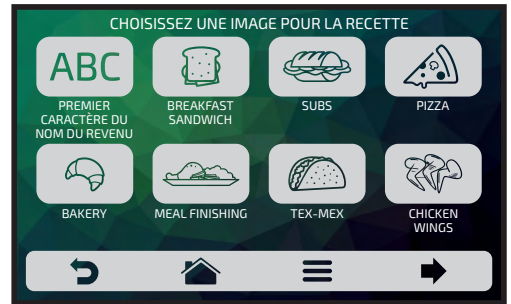 CHOISISSEZ UNE IMAGE POUR LA RECETTE
ABC
PREMIER
CARACTÈRE DU
NOM DU REVENU
BREAKFAST
SANDWICH
SUBS
PIZZA
BAKERY
MEAL FINISHING
TEX-MEX
CHICKEN
WINGS